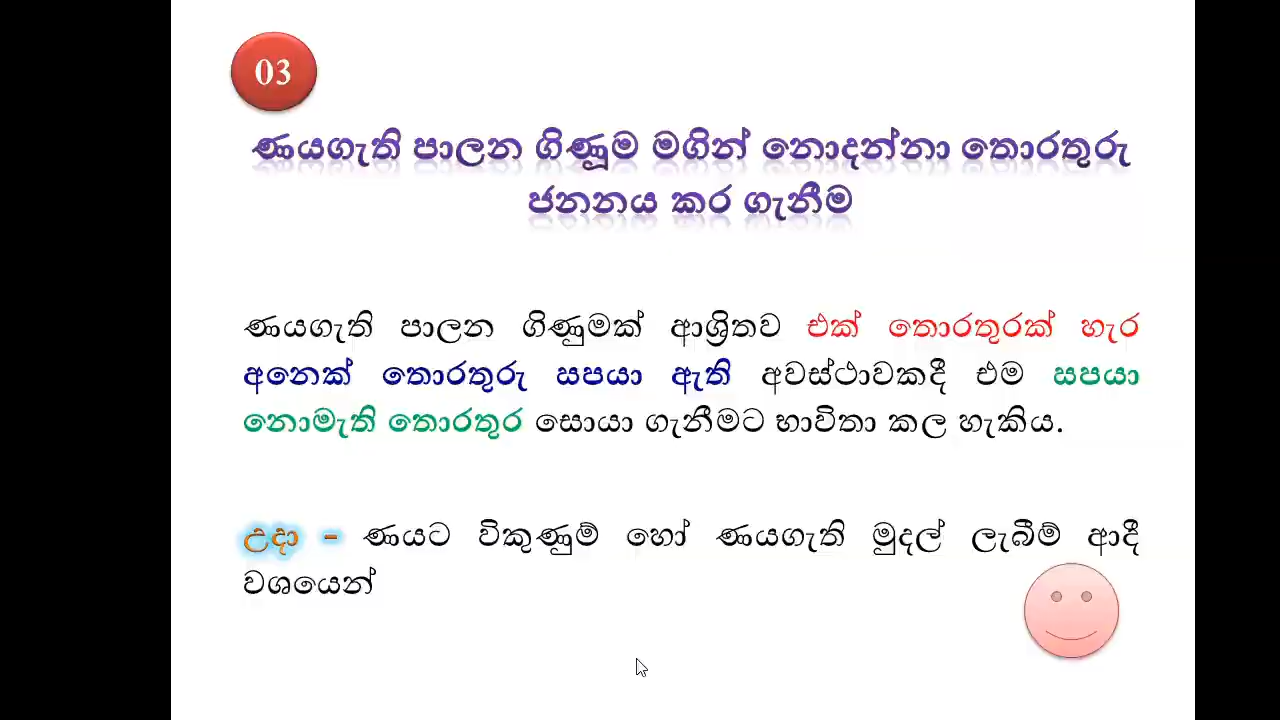 03
ණයගැති පාලන ගිණූම මගින් නොදන්නා තොරතුරු
ජනනය කර ගැනීම
ණයගැති පාලන ගිණුමක් ආශ්‍රිතව එක් තොරතුරක් හැර
අනෙක් තොරතුරු සපයා ඇති අවස්ථාවකදී එම සපයා
නොමැති තොරතුර සොයා ගැනීමට භාවිතා කල හැකිය.
උදා - ණයට විකුණුම් හෝ ණයගැති මුදල් ලැබීම් ආදී
වශයෙන්